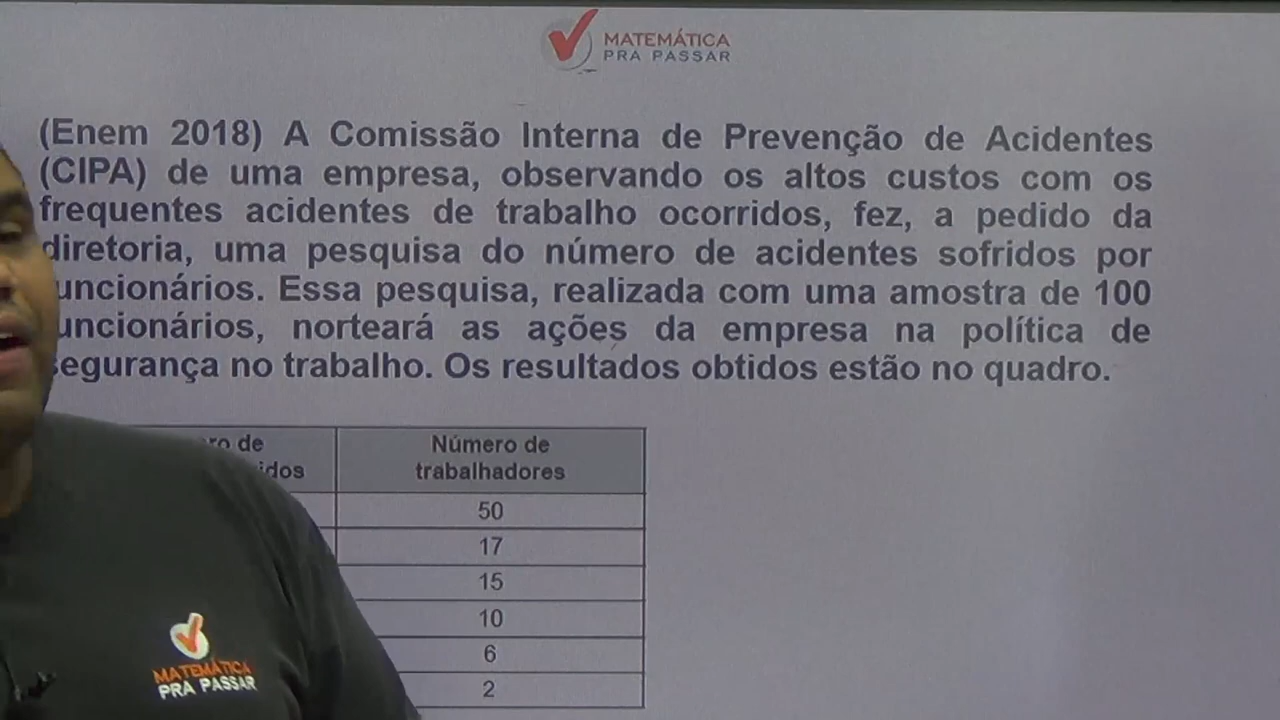 MATEMÁTICA
PRA PASSAR
(Enem 2018) A Comissão Interna de Prevenção de Acidentes
(CIPA) de uma empresa, observando os altos custos com os
frequentes acidentes de trabalho ocorridos, fez, a pedido da
diretoria, uma pesquisa do número de acidentes sofridos por
uncionários. Essa pesquisa, realizada com uma amostra de 100
uncionários, norteará as ações da empresa na política de
segurança no trabalho. Os resultados obtidos estão no quadro.
ro de
idos
Número de
trabalhadores
50
17
15
10
6
2
MATEMÁTICA
PRA PASSAR